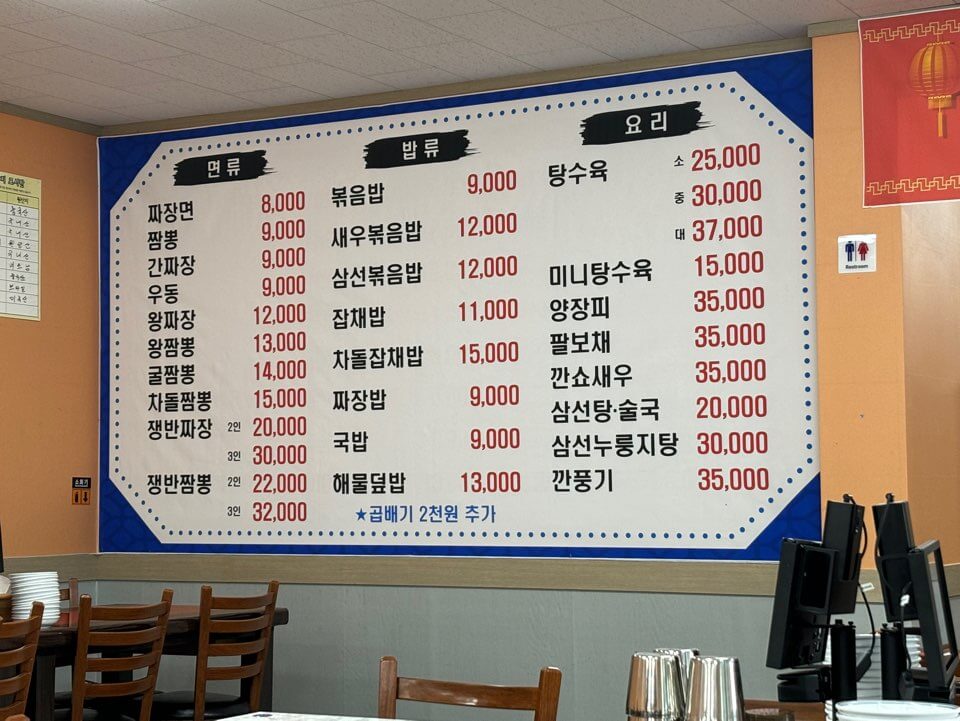 면류
짜장면 8,000
짬뽕 9,000
간짜장 9,000
우동 9,000
왕짜장 12,000
왕짬뽕 13,000
굴짬뽕 14,000
차돌짬뽕 15,000
쟁반짜장 2인 20,000
3인 30,000
쟁반짬뽕 2인 22,000
3인 32,000
밥류
볶음밥 9,000
새우볶음밥 12,000
삼선볶음밥 12,000
잡채밥 11,000
차돌잡채밥 15,000
짜장밥 9,000
국밥 9,000
해물덮밥 13,000
★곱배기 2천원 추가
요리
탕수육 소 25,000
중 30,000
대 37,000
미니탕수육 15,000
양장피 35,000
팔보채 35,000
깐쇼새우 35,000
삼선탕·술국 20,000
삼선누룽지탕 30,000
깐풍기 35,000
Restroom
소화기